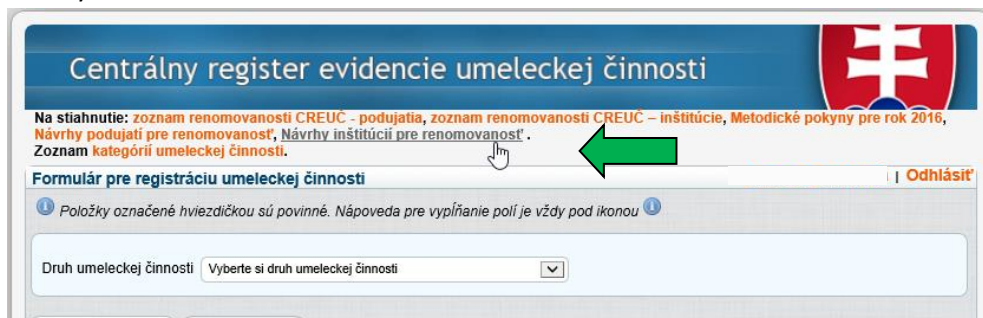 Centrálny register evidencie umeleckej činnosti
Na stiahnutie: zoznam renomovanosti CREUČ - podujatia, zoznam renomovanosti CREUČ – inštitúcie, Metodické pokyny pre rok 2016,
Návrhy podujatí pre renomovanosť, Návrhy inštitúcií pre renomovanosť .
Zoznam kategórií umeleckej činnosti.
Formulár pre registráciu umeleckej činnosti | Odhlásiť
Položky označené hviezdičkou sú povinné. Nápoveda pre vypĺňanie polí je vždy pod ikonou
Druh umeleckej činnosti Vyberte si druh umeleckej činnosti